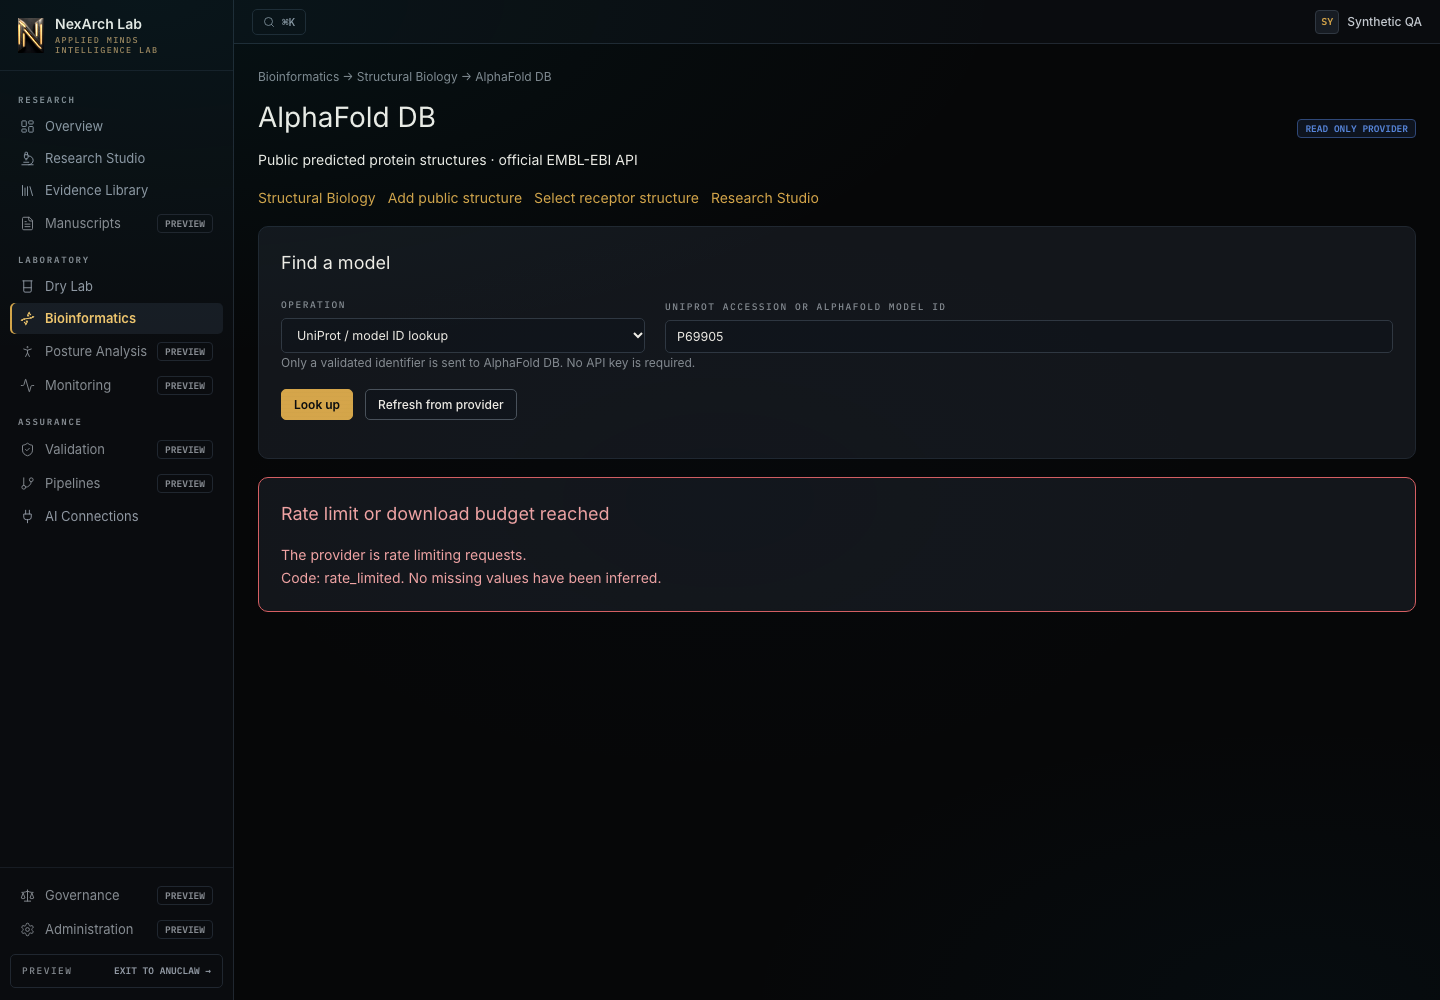 NexArch Lab
APPLIED MINDS
INTELLIGENCE LAB
⌘K
SY Synthetic QA
RESEARCH
Overview
Research Studio
Evidence Library
Manuscripts PREVIEW
LABORATORY
Dry Lab
Bioinformatics
Posture Analysis PREVIEW
Monitoring PREVIEW
ASSURANCE
Validation PREVIEW
Pipelines PREVIEW
AI Connections
Governance PREVIEW
Administration PREVIEW
PREVIEW EXIT TO ANUCLAW →
Bioinformatics → Structural Biology → AlphaFold DB
AlphaFold DB
READ ONLY PROVIDER
Public predicted protein structures · official EMBL-EBI API
Structural Biology Add public structure Select receptor structure Research Studio
Find a model
OPERATION
UNIPROT ACCESSION OR ALPHAFOLD MODEL ID
UniProt / model ID lookup
P69905
Only a validated identifier is sent to AlphaFold DB. No API key is required.
Look up Refresh from provider
Rate limit or download budget reached
The provider is rate limiting requests.
Code: rate_limited. No missing values have been inferred.